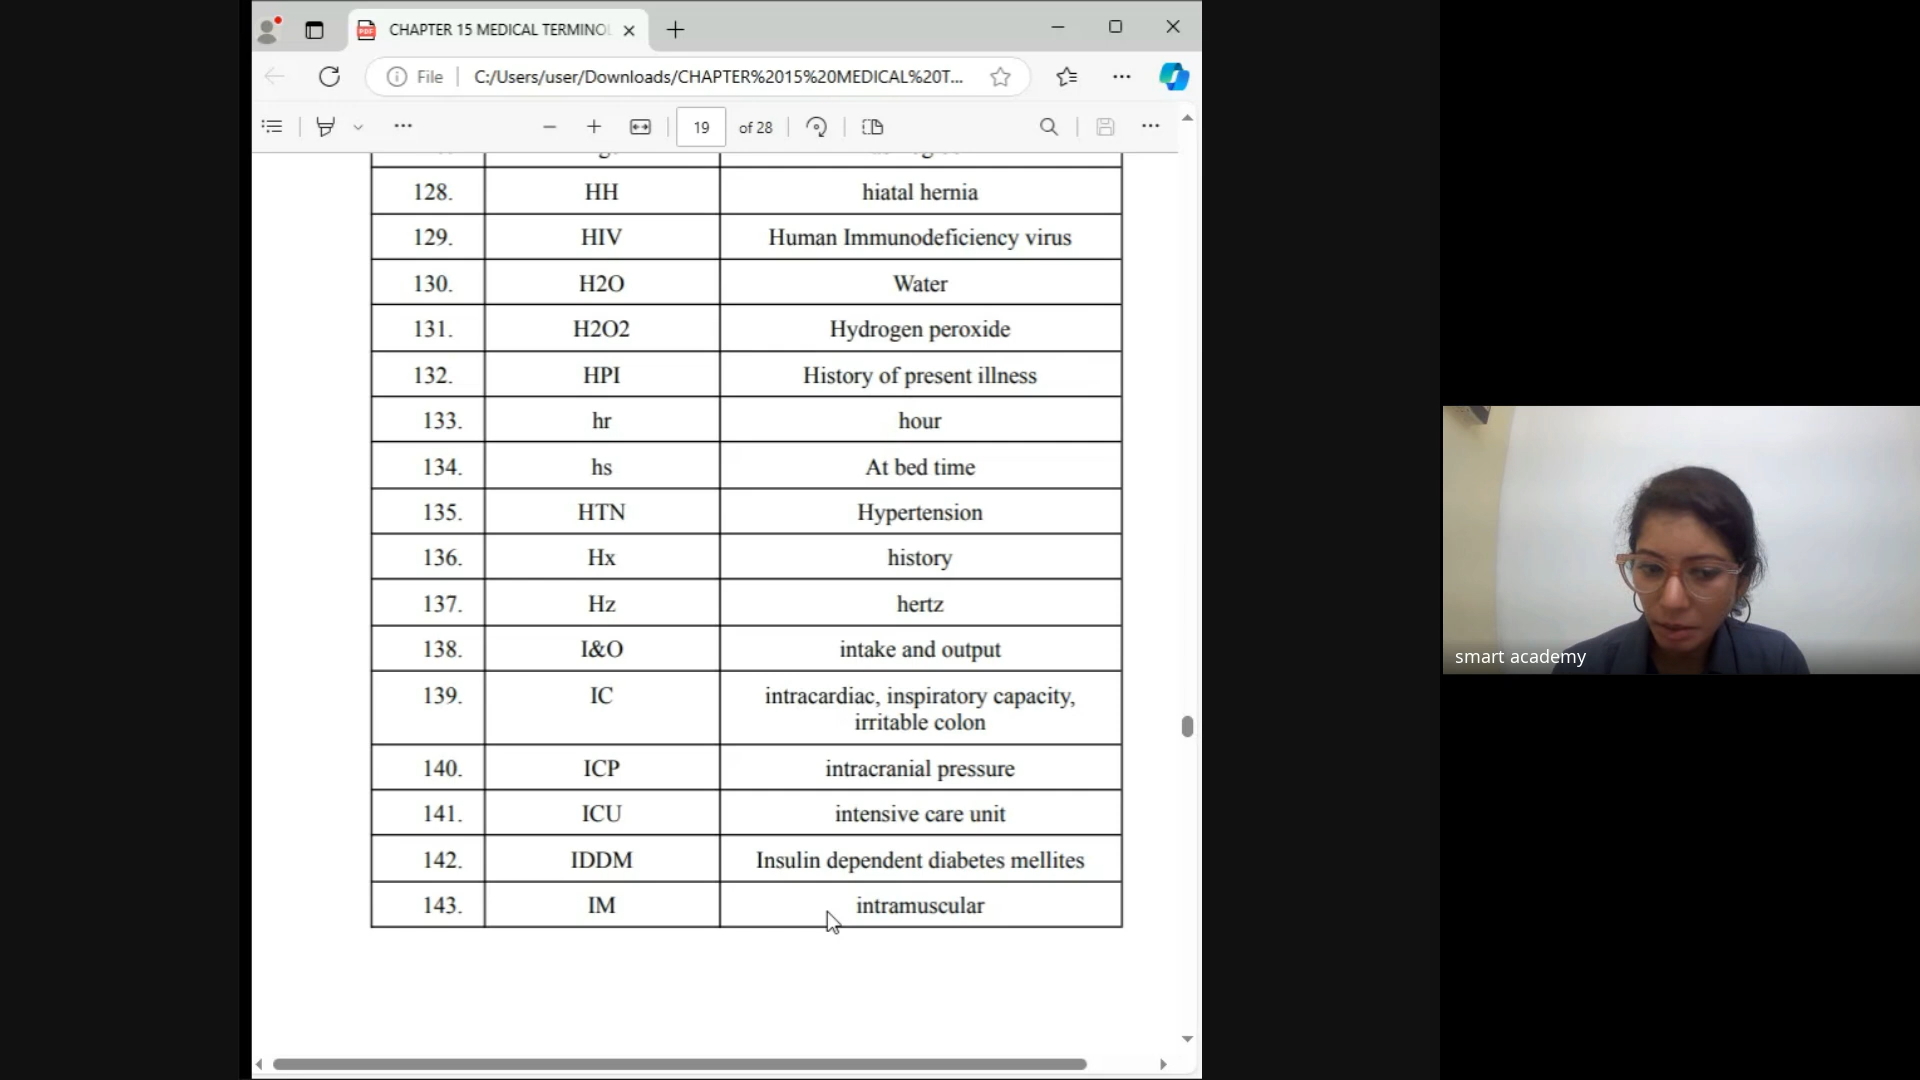 CHAPTER 15 MEDICAL TERMINOL
File
C:/Users/user/Downloads/CHAPTER%2015%20MEDICAL%20T...
19 of 28
128. HH hiatal hernia
129. HIV Human Immunodeficiency virus
130. H2O Water
131. H2O2 Hydrogen peroxide
132. HPI History of present illness
133. hr hour
134. hs At bed time
135. HTN Hypertension
136. Hx history
137. Hz hertz
138. I&O intake and output
139. IC intracardiac, inspiratory capacity,
irritable colon
140. ICP intracranial pressure
141. ICU intensive care unit
142. IDDM Insulin dependent diabetes mellites
143. IM intramuscular
smart academy